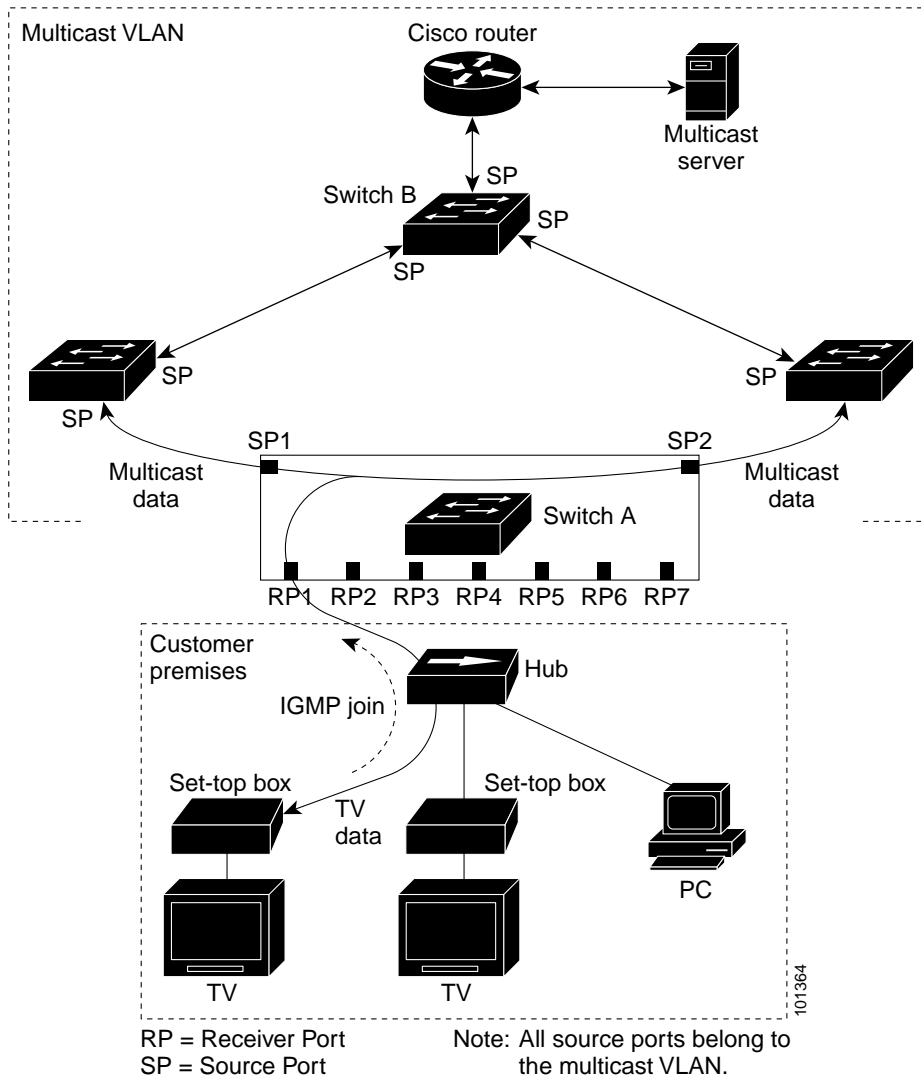 Multicast VLAN
Cisco router
Multicast
server
SP
Switch B
SP
SP
SP
SP
SP
SP1
SP2
Multicast
data
Multicast
data
Switch A
RP1 RP2 RP3 RP4 RP5 RP6 RP7
Customer
premises
Hub
IGMP join
Set-top box
Set-top box
TV
data
PC
TV
TV
101364
RP = Receiver Port
SP = Source Port
Note: All source ports belong to
the multicast VLAN.